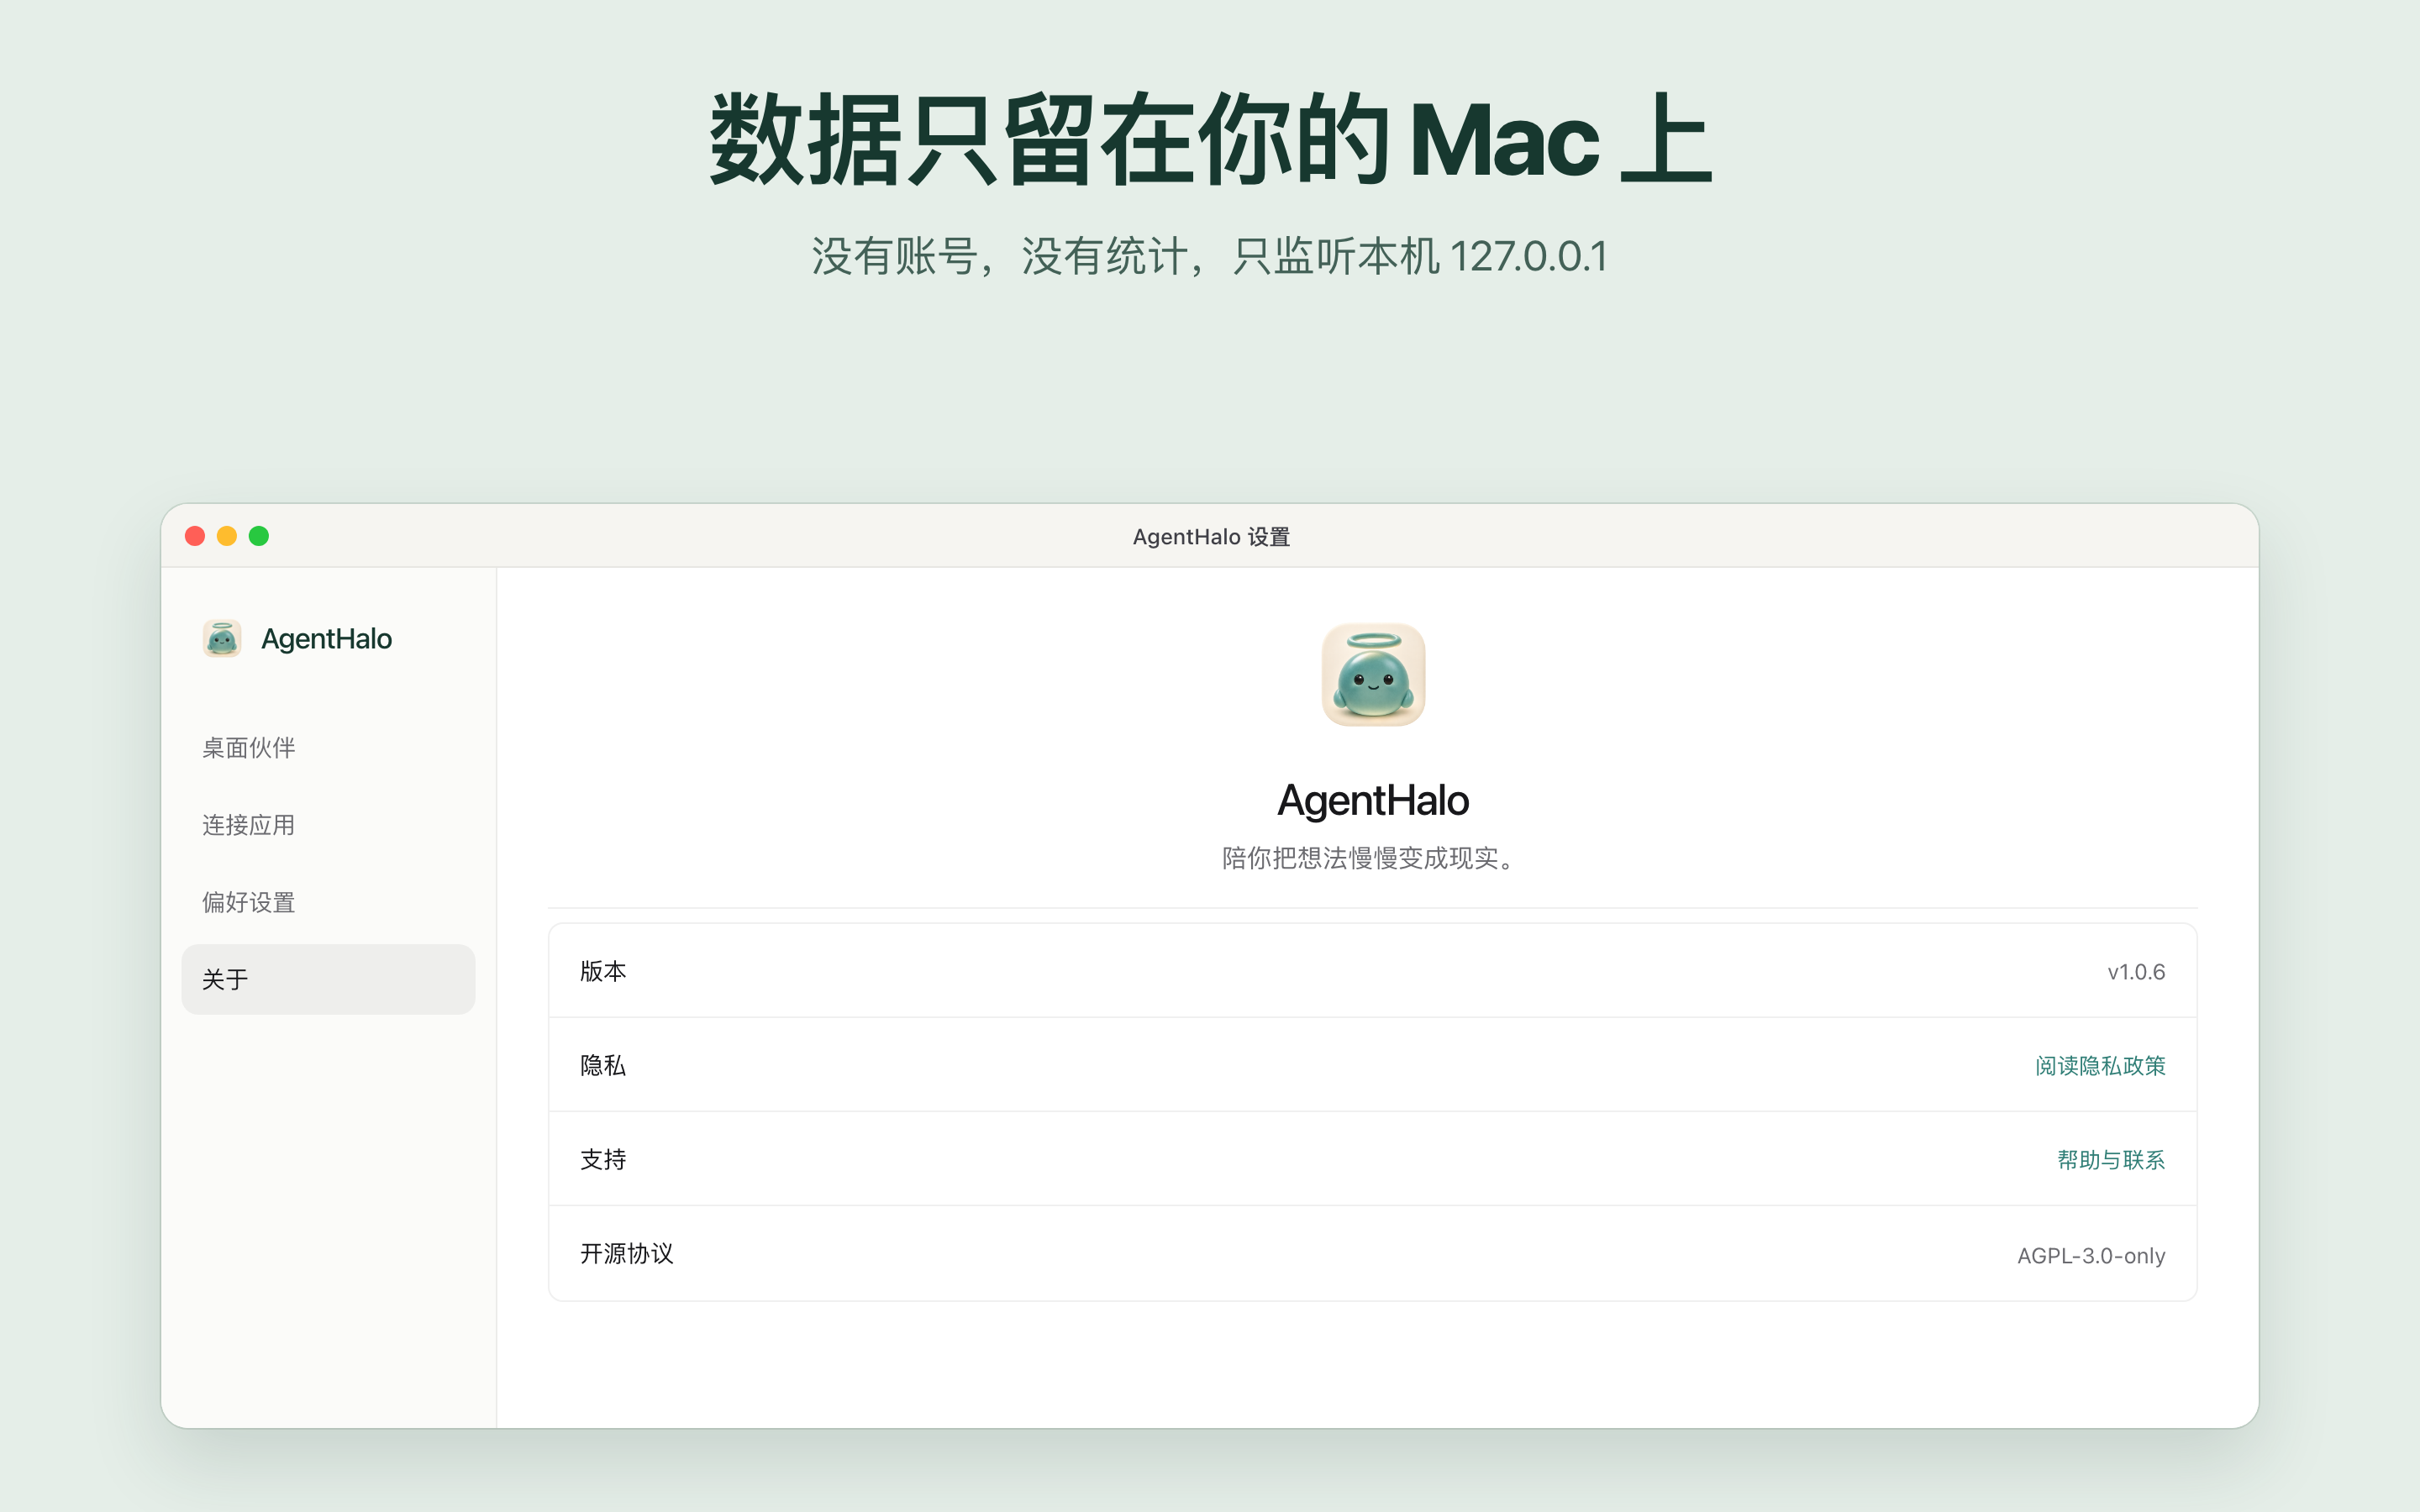 数据只留在你的 Mac 上
没有账号，没有统计，只监听本机 127.0.0.1
AgentHalo 设置
AgentHalo
桌面伙伴
连接应用
偏好设置
关于
AgentHalo
陪你把想法慢慢变成现实。
版本 v1.0.6
隐私 阅读隐私政策
支持 帮助与联系
开源协议 AGPL-3.0-only